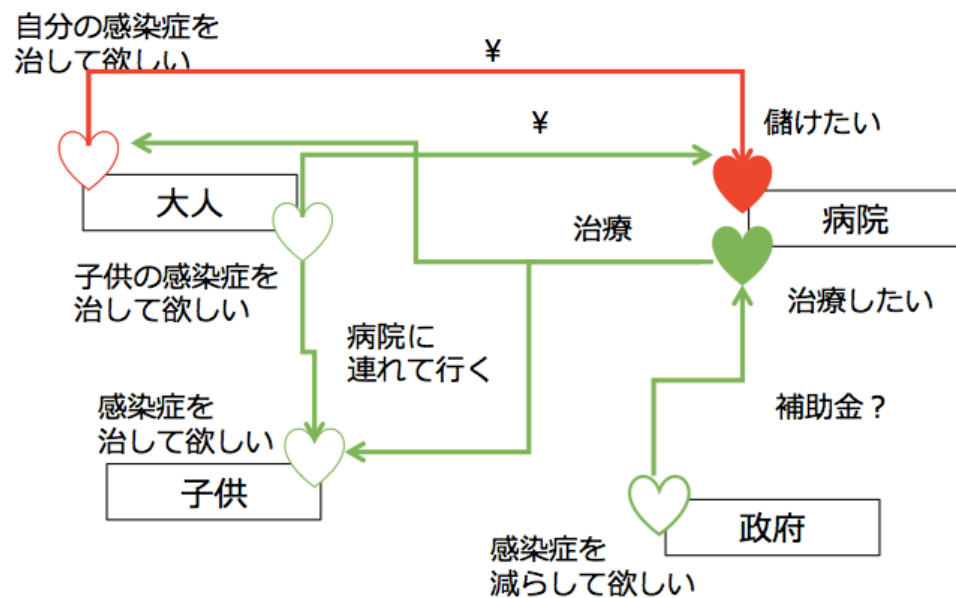 自分の感染症を
治して欲しい
¥
¥
儲けたい
大人
病院
治療
子供の感染症を
治して欲しい
治療したい
病院に
連れて行く
感染症を
治して欲しい
補助金？
子供
政府
感染症を
減らして欲しい